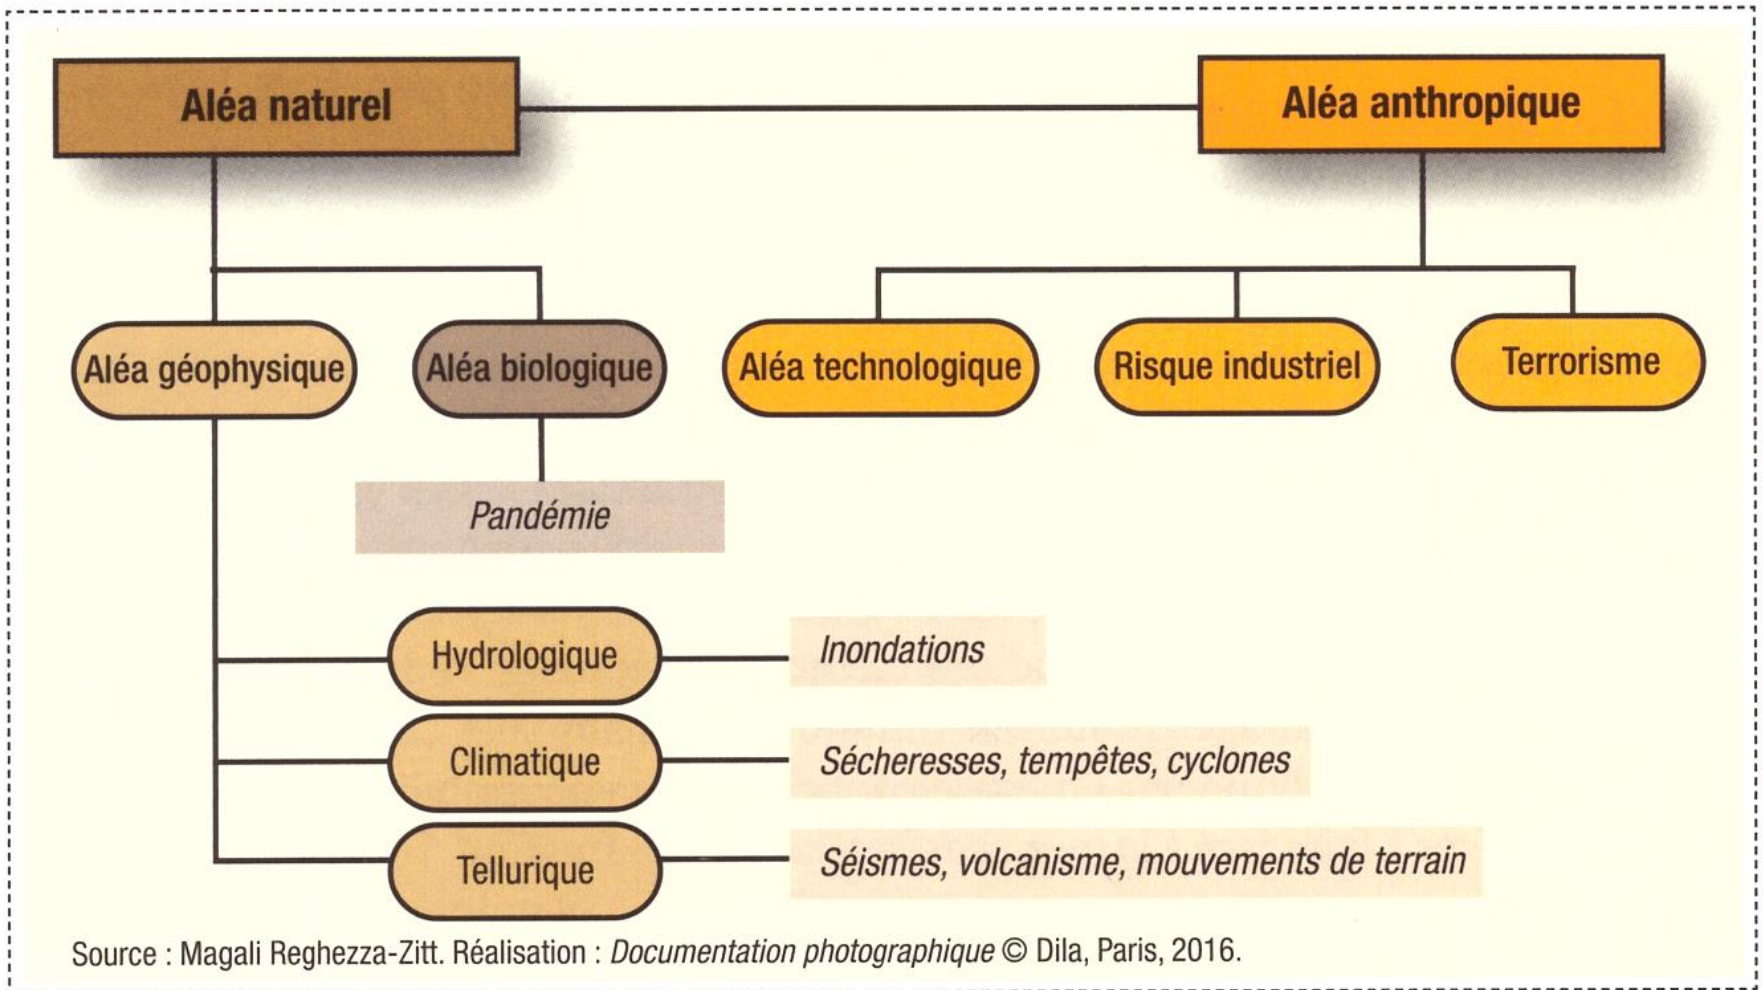 Aléa naturel
Aléa anthropique
Aléa géophysique
Aléa biologique
Aléa technologique
Risque industriel
Terrorisme
Pandémie
Hydrologique
Inondations
Climatique
Sécheresses, tempêtes, cyclones
Tellurique
Séismes, volcanisme, mouvements de terrain
Source : Magali Reghezza-Zitt. Réalisation : Documentation photographique © Dila, Paris, 2016.